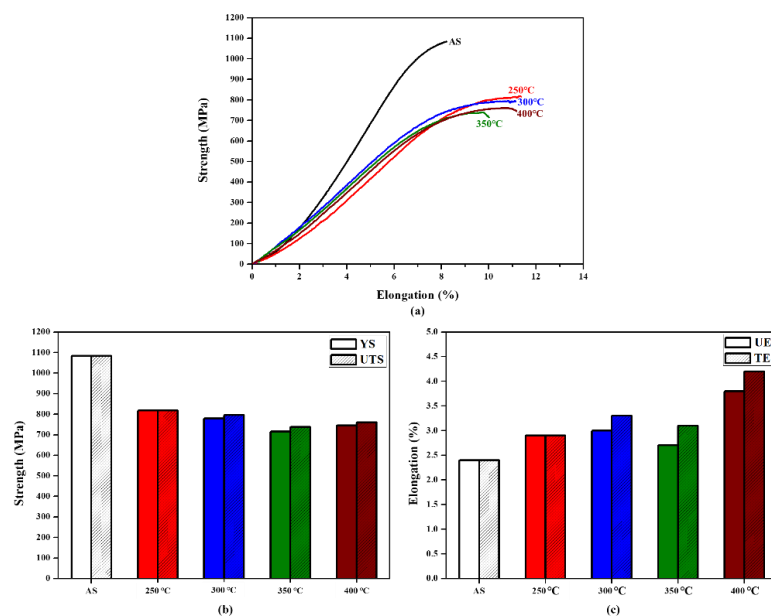 1200
1100
1000
900
800
700
600
500
400
300
200
100
0
Strength (MPa)
AS
250℃
300℃
400℃
350℃
0 2 4 6 8 10 12 14
Elongation (%)
(a)
1200
1100
1000
900
800
700
600
500
400
300
200
100
0
Strength (MPa)
YS
UTS
AS 250℃ 300℃ 350℃ 400℃
(b)
5.0
4.5
4.0
3.5
3.0
2.5
2.0
1.5
1.0
0.5
0.0
Elongation (%)
UE
TE
AS 250℃ 300℃ 350℃ 400℃
(c)